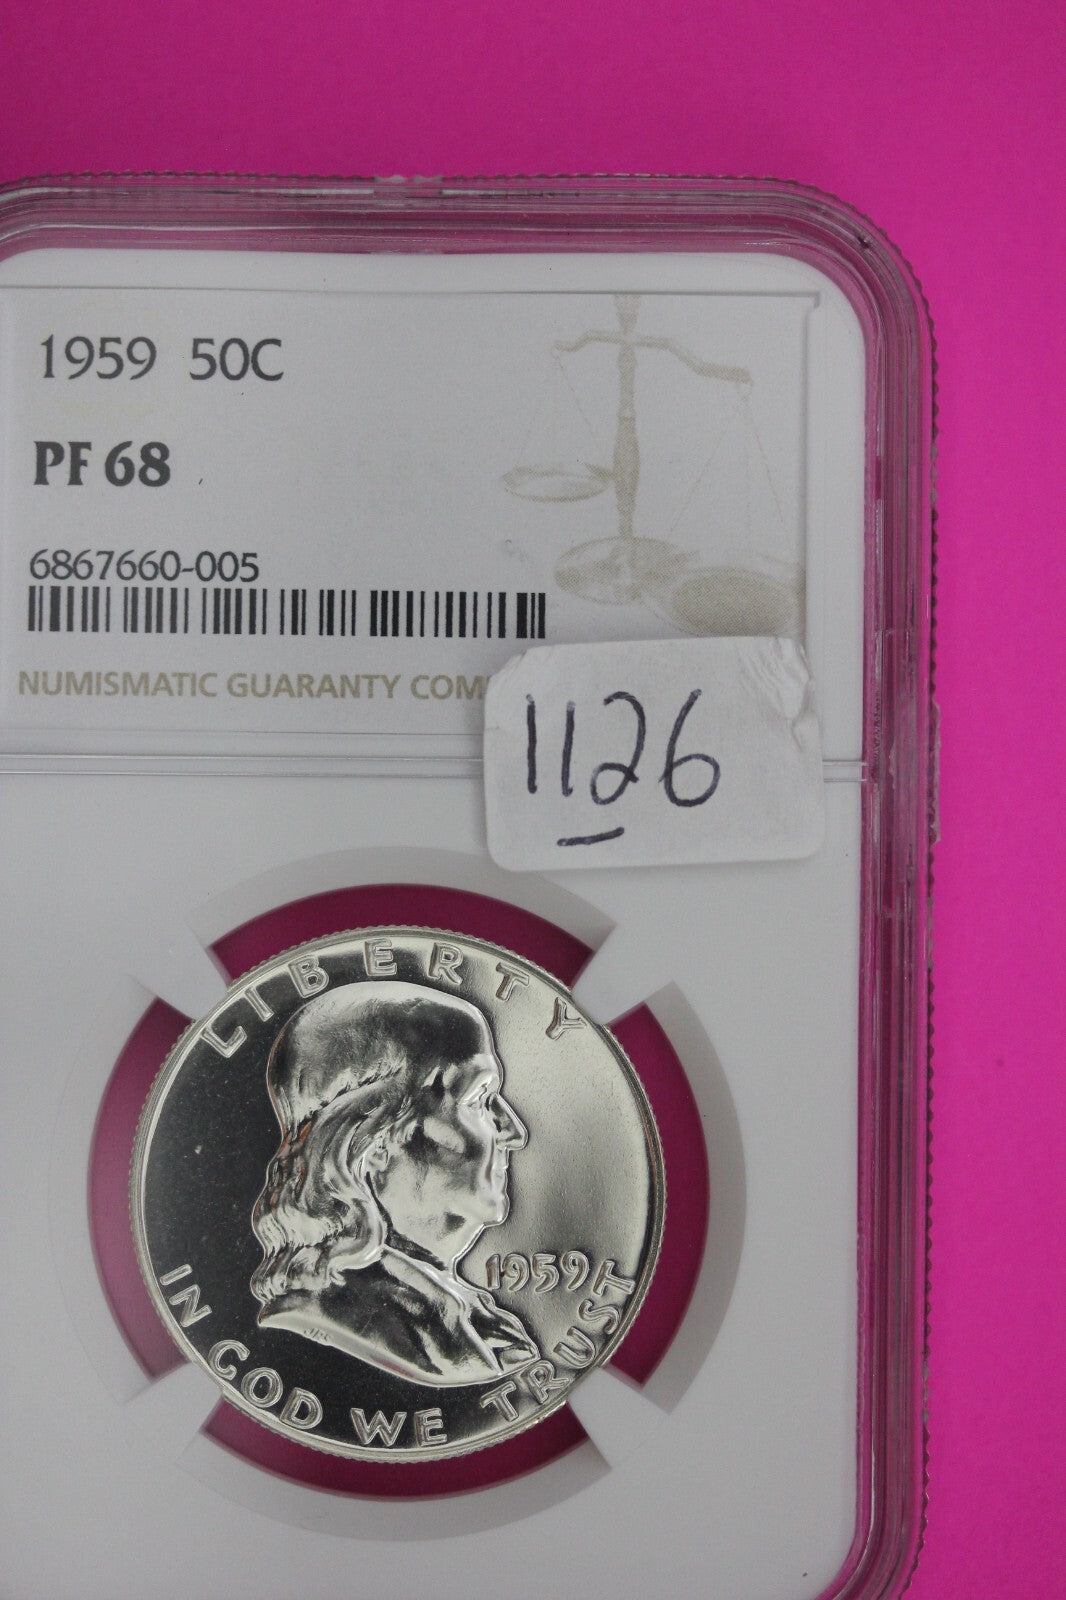 1959 50C
PF 68
6867660-005
NUMISMATIC GUARANTY COM
1126
LIBERTY
1959
IN GOD WE TRUST